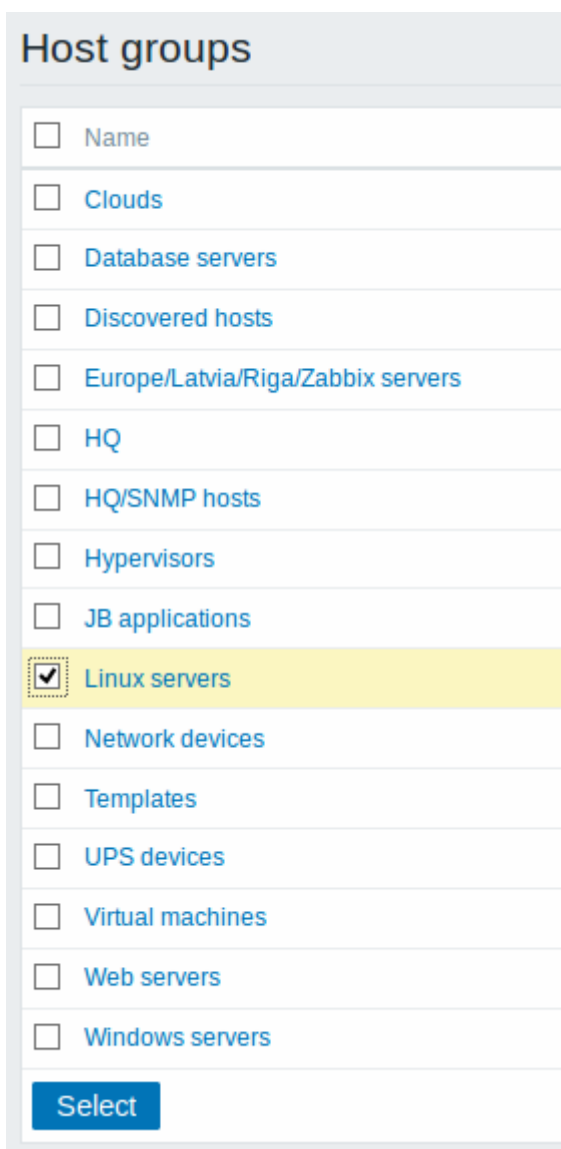 Host groups
Name
Clouds
Database servers
Discovered hosts
Europe/Latvia/Riga/Zabbix servers
HQ
HQ/SNMP hosts
Hypervisors
JB applications
Linux servers
Network devices
Templates
UPS devices
Virtual machines
Web servers
Windows servers
Select